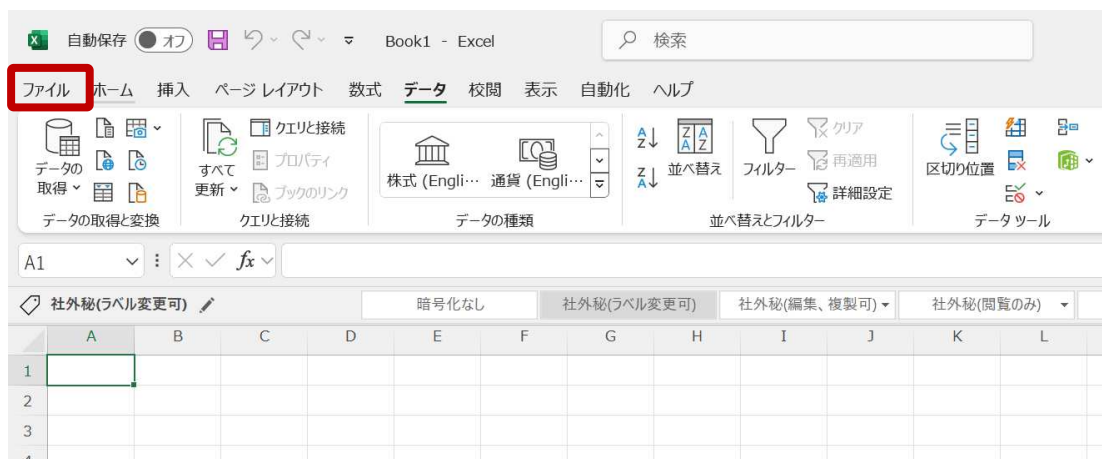 自動保存 オフ Book1 - Excel 検索
ファイル ホーム 挿入 ページ レイアウト 数式 データ 校閲 表示 自動化 ヘルプ
データの取得 すべて更新 クエリと接続 プロパティ ブックのリンク
株式 (Engli… 通貨 (Engli…
並べ替え フィルター クリア 再適用 詳細設定
区切り位置
データの取得と変換 クエリと接続 データの種類 並べ替えとフィルター データ ツール
A1 fx
社外秘(ラベル変更可) 暗号化なし 社外秘(ラベル変更可) 社外秘(編集、複製可) 社外秘(閲覧のみ)
A B C D E F G H I J K L
1
2
3